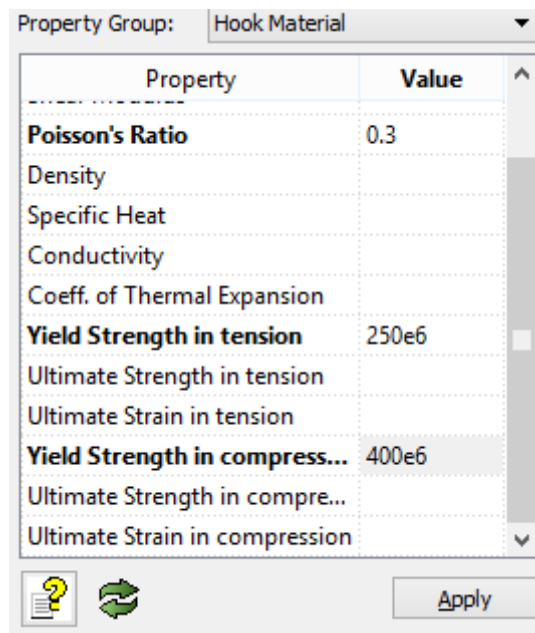 Property Group: Hook Material
Property Value
Poisson's Ratio 0.3
Density
Specific Heat
Conductivity
Coeff. of Thermal Expansion
Yield Strength in tension 250e6
Ultimate Strength in tension
Ultimate Strain in tension
Yield Strength in compress... 400e6
Ultimate Strength in compre...
Ultimate Strain in compression
Apply